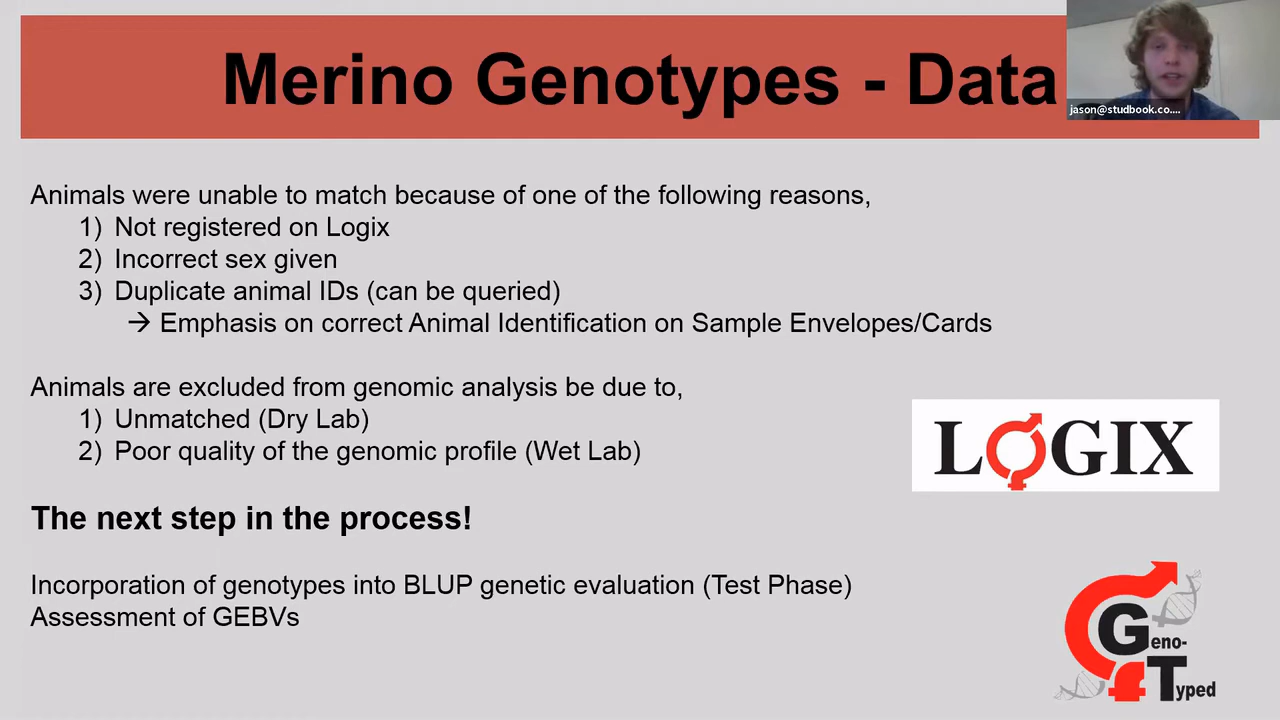 Merino Genotypes - Data
jason@studbook.co....
Animals were unable to match because of one of the following reasons,
1) Not registered on Logix
2) Incorrect sex given
3) Duplicate animal IDs (can be queried)
→ Emphasis on correct Animal Identification on Sample Envelopes/Cards
Animals are excluded from genomic analysis be due to,
1) Unmatched (Dry Lab)
2) Poor quality of the genomic profile (Wet Lab)
LOGIX
The next step in the process!
Incorporation of genotypes into BLUP genetic evaluation (Test Phase)
Assessment of GEBVs
Geno-
Typed